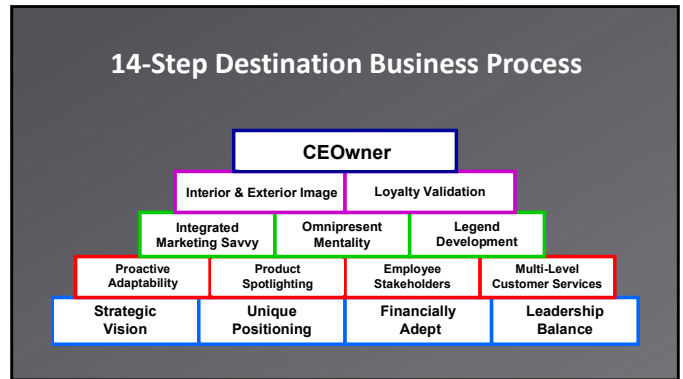 14-Step Destination Business Process
CEOwner
Interior & Exterior Image
Loyalty Validation
Integrated
Marketing Savvy
Omnipresent
Mentality
Legend
Development
Proactive
Adaptability
Product
Spotlighting
Employee
Stakeholders
Multi-Level
Customer Services
Strategic
Vision
Unique
Positioning
Financially
Adept
Leadership
Balance